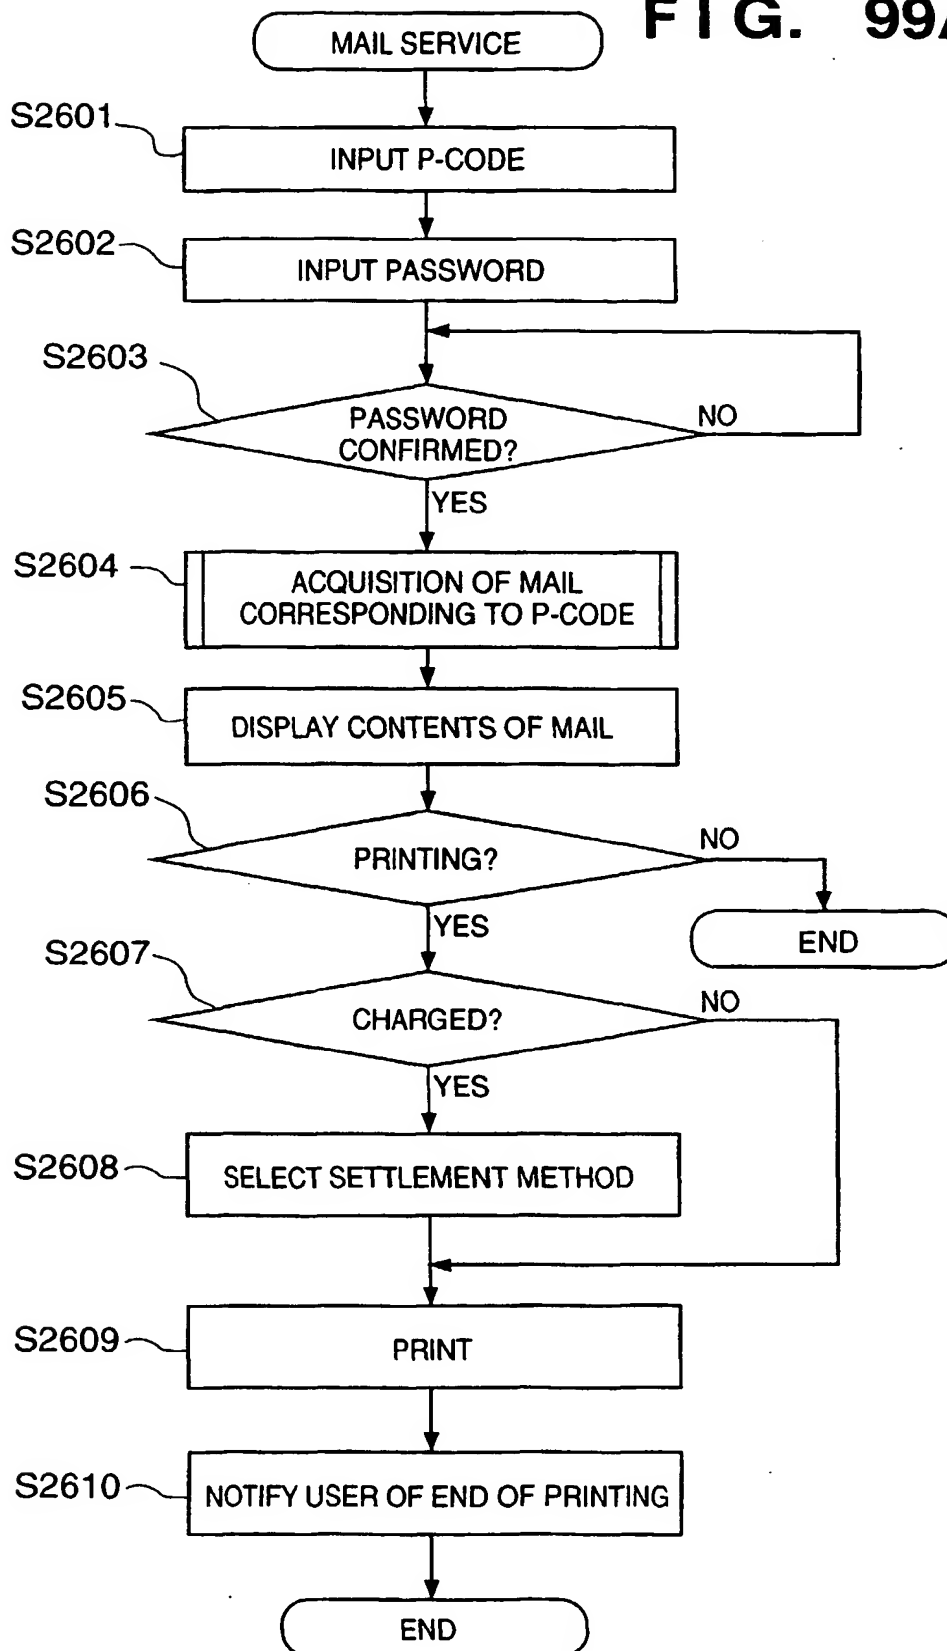 FIG. 99A
MAIL SERVICE
S2601
INPUT P-CODE
S2602
INPUT PASSWORD
S2603
PASSWORD
CONFIRMED?
NO
YES
S2604
ACQUISITION OF MAIL
CORRESPONDING TO P-CODE
S2605
DISPLAY CONTENTS OF MAIL
S2606
PRINTING?
NO
YES
END
S2607
CHARGED?
NO
YES
S2608
SELECT SETTLEMENT METHOD
S2609
PRINT
S2610
NOTIFY USER OF END OF PRINTING
END